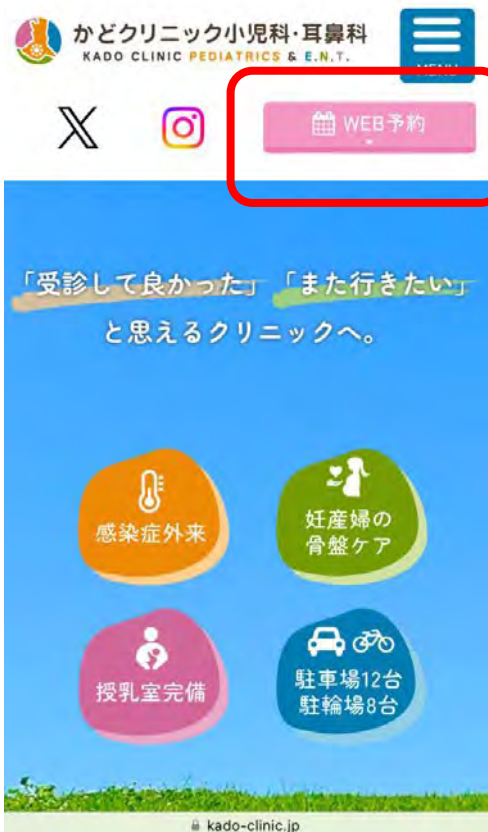 かどクリニック小児科・耳鼻科
KADO CLINIC PEDIATRICS & E.N.T.
MENU
WEB予約
「受診して良かった」「また行きたい」
と思えるクリニックへ。
感染症外来
妊産婦の
骨盤ケア
授乳室完備
駐車場12台
駐輪場8台
kado-clinic.jp